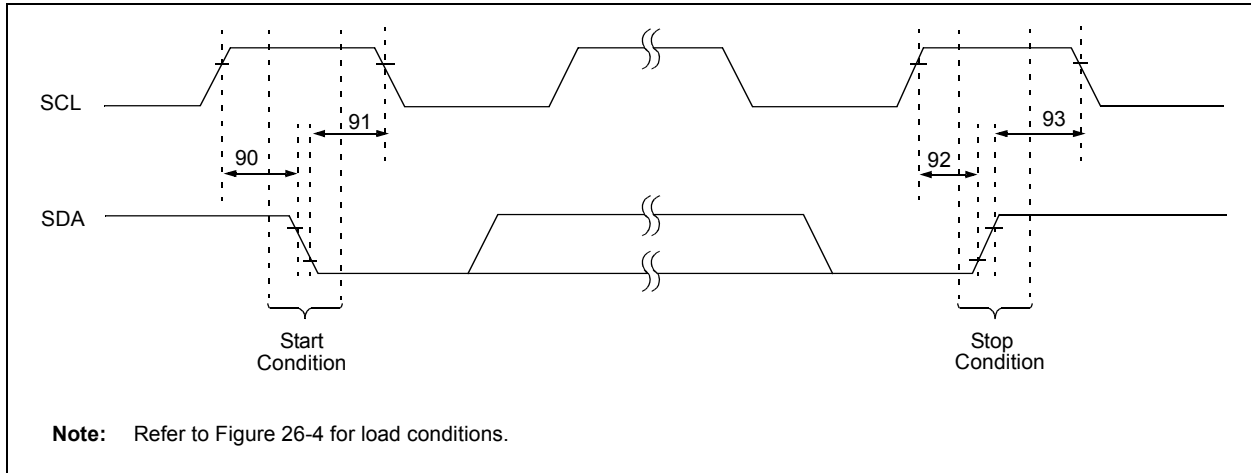 SCL
91
93
90
92
SDA
Start
Condition
Stop
Condition
Note: Refer to Figure 26-4 for load conditions.